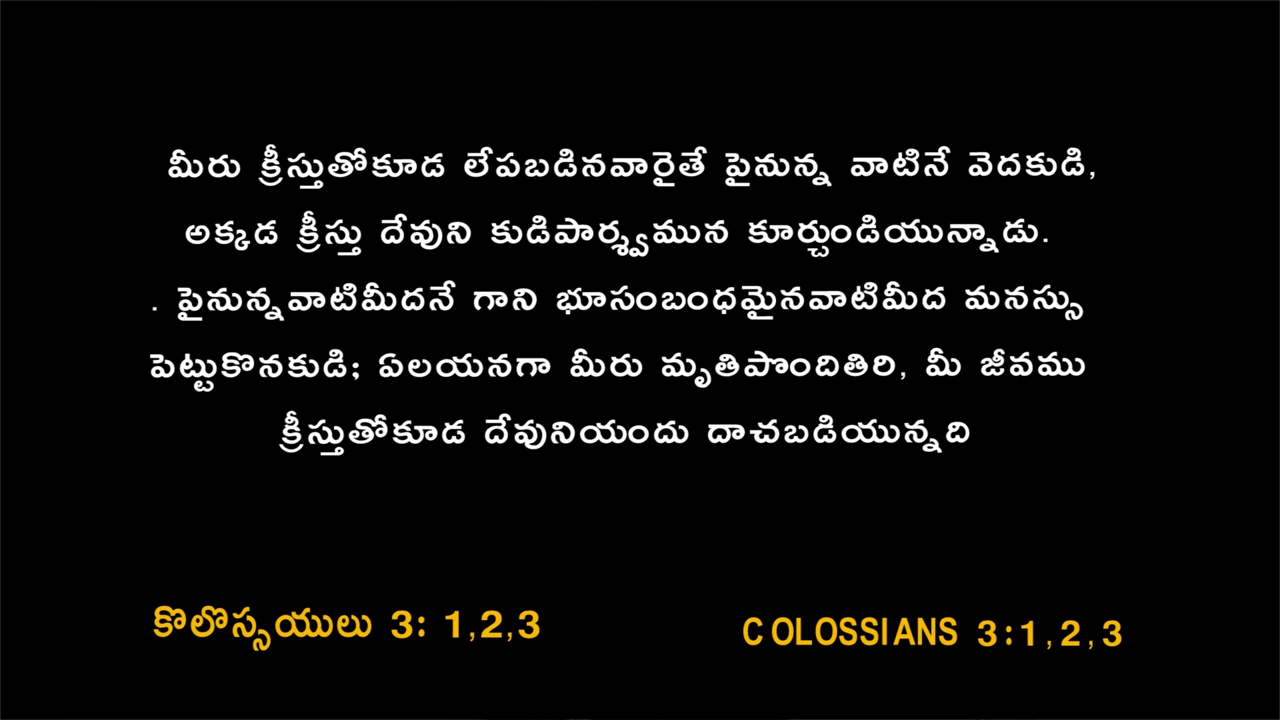 మీరు క్రీస్తుతోకూడ లేపబడినవారైతే పైనున్న వాటినే వెదకుడి,
అక్కడ క్రీస్తు దేవుని కుడిపార్శ్వమున కూర్చుండియున్నాడు.
. పైనున్నవాటిమీదనే గాని భూసంబంధమైనవాటిమీద మనస్సు
పెట్టుకొనకుడి; ఏలయనగా మీరు మృతిపొందితిరి, మీ జీవము
క్రీస్తుతోకూడ దేవునియందు దాచబడియున్నది
కొలొస్సయులు 3: 1,2,3
COLOSSIANS 3:1,2,3